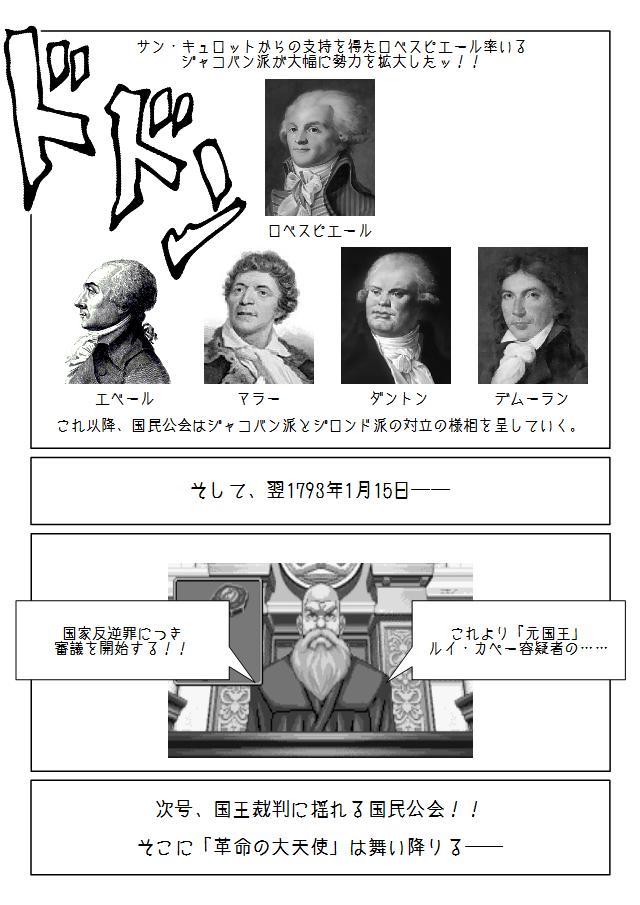 ドドン
サン・キュロットからの支持を得たロベスピエール率いる
ジャコバン派が大幅に勢力を拡大したッ！！
ロベスピエール
エベール
マラー
ダントン
デムーラン
これ以降、国民公会はジャコバン派とジロンド派の対立の様相を呈していく。
そして、翌1793年1月15日――
これより「元国王」
ルイ・カペー容疑者の……
国家反逆罪につき
審議を開始する！！
次号、国王裁判に揺れる国民公会！！
そこに「革命の大天使」は舞い降りる――